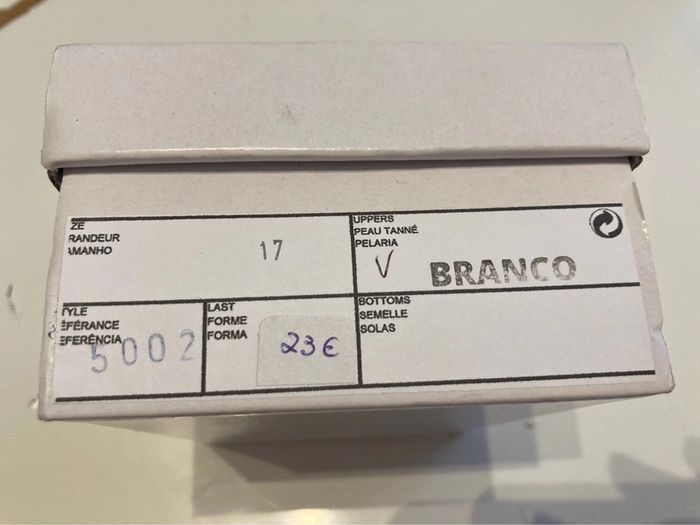 ZE
RANDEUR
AMANHO
17
UPPERS
PEAU TANNÉ
PELARIA
V
BRANCO
TYLE
ÉFÉRANCE
EFERÊNCIA
5002
LAST
FORME
FORMA
23€
BOTTOMS
SEMELLE
SOLAS